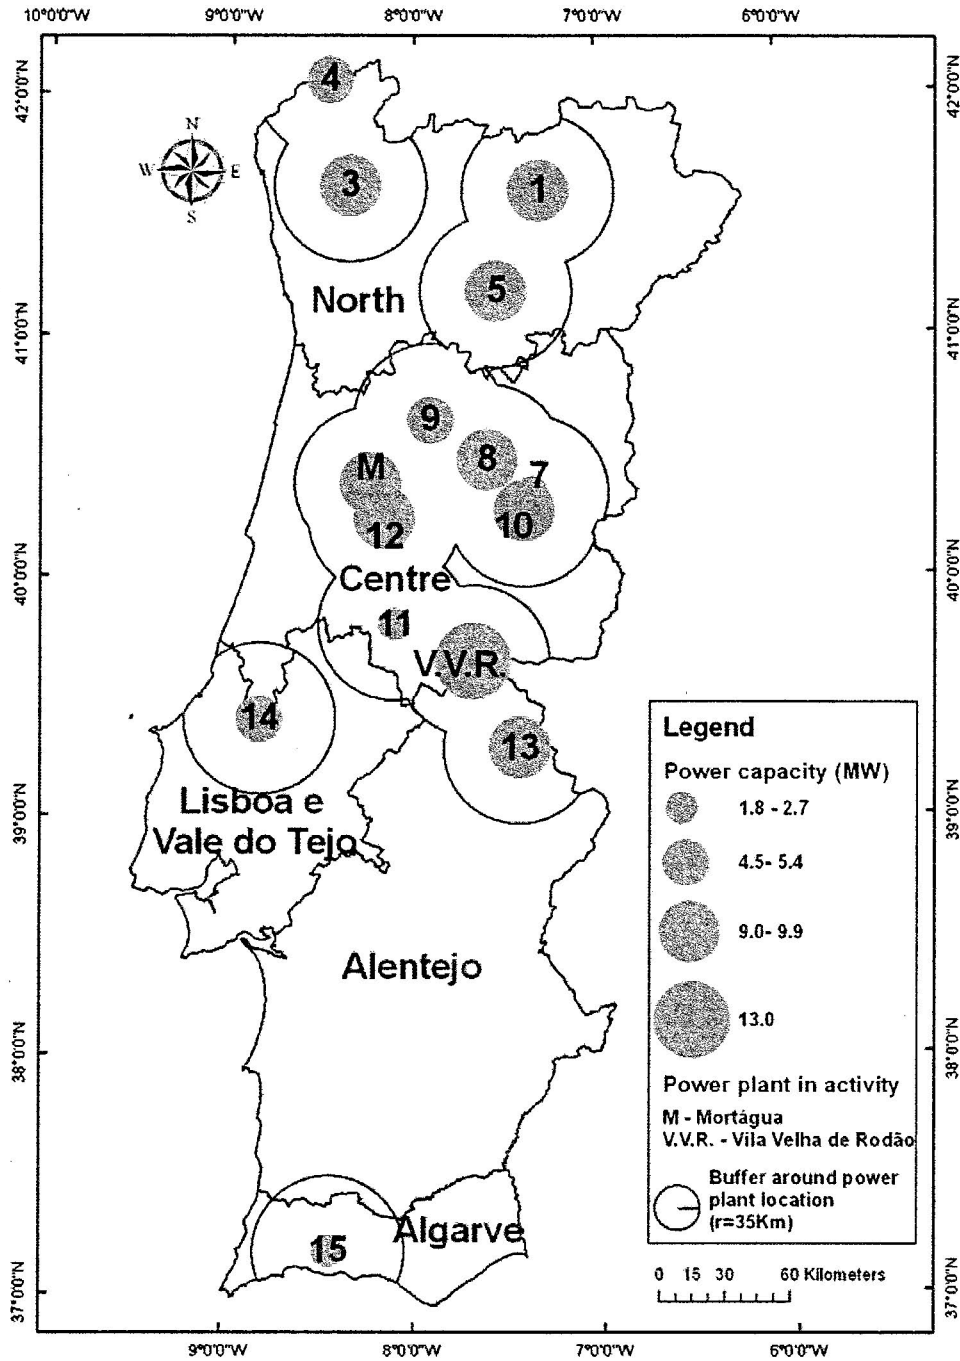 10°0'0"W 9°0'0"W 8°0'0"W 7°0'0"W 6°0'0"W
42°0'0"N
42°0'0"N
4
N
W E
S
3
1
5
North
41°0'0"N
41°0'0"N
9
8
M
7
10
12
40°0'0"N
40°0'0"N
Centre
11
V.V.R.
14
13
Lisboa e
Vale do Tejo
39°0'0"N
39°0'0"N
Alentejo
38°0'0"N
38°0'0"N
Algarve
15
37°0'0"N
37°0'0"N
Legend
Power capacity (MW)
1.8 - 2.7
4.5- 5.4
9.0- 9.9
13.0
Power plant in activity
M - Mortágua
V.V.R. - Vila Velha de Rodão
Buffer around power
plant location
(r=35Km)
0 15 30 60 Kilometers
9°0'0"W 8°0'0"W 7°0'0"W 6°0'0"W